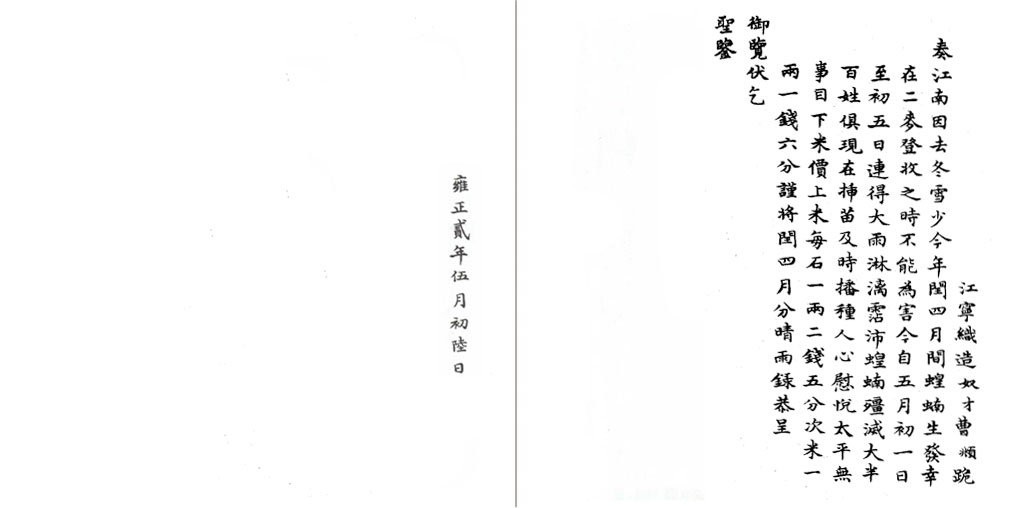 江寧織造奴才曹頫跪
奏江南因去冬雪少今年閏四月間蝗蝻生發幸
在二麥登收之時不能為害今自五月初一日
至初五日連得大雨淋漓霑沛蝗蝻殭滅大半
百姓俱現在揷苗及時播種人心慰悅太平無
事目下米價上米每石一兩二錢五分次米一
兩一錢六分謹將閏四月分晴雨錄恭呈
御覽伏乞
聖鑒
雍正貳年伍月初陸日